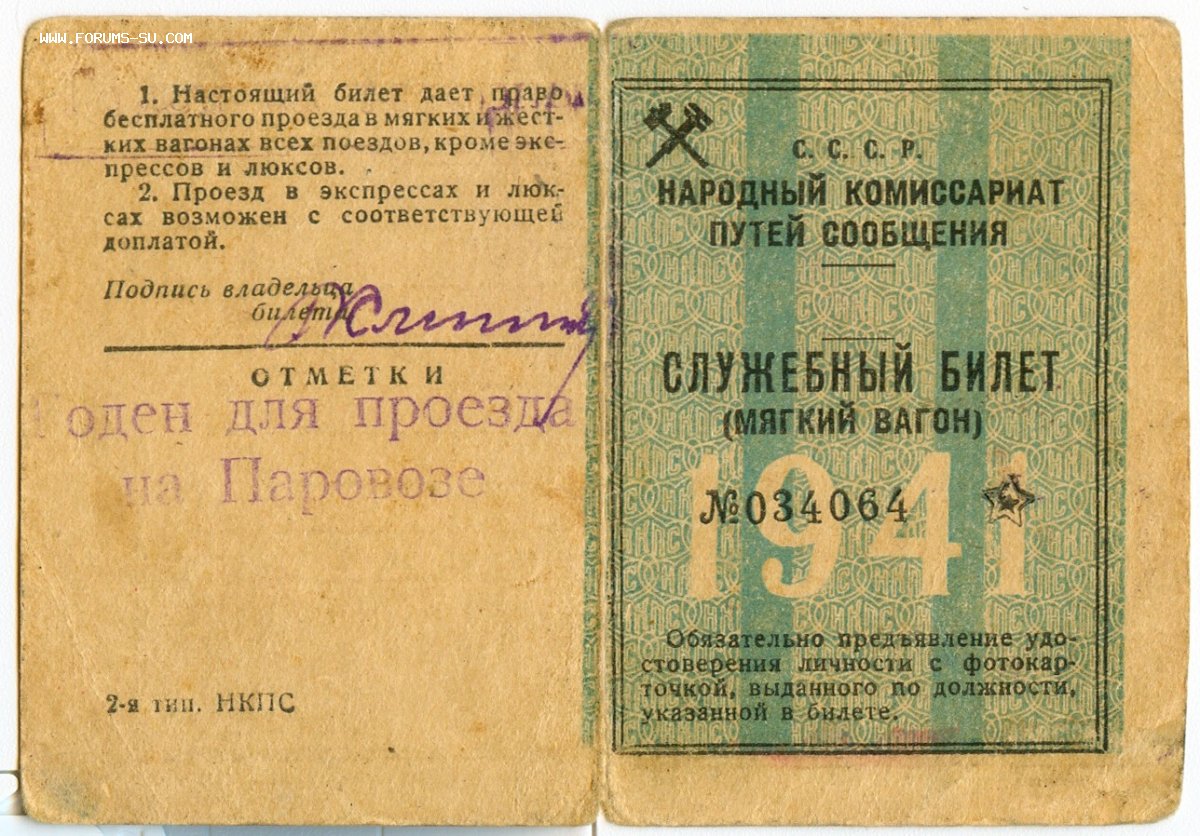 WWW.FORUMS-SU.COM
1. Настоящий билет дает право
бесплатного проезда в мягких и жест-
ких вагонах всех поездов, кроме экс-
прессов и люксов.
2. Проезд в экспрессах и люк-
сах возможен с соответствующей
доплатой.
Подпись владельца
билета
ОТМЕТКИ
Годен для проезда
на Паровозе
2-я тип. НКПС
С. С. С. Р.
НАРОДНЫЙ КОМИССАРИАТ
ПУТЕЙ СООБЩЕНИЯ
СЛУЖЕБНЫЙ БИЛЕТ
(МЯГКИЙ ВАГОН)
1941
№034064
Обязательно предъявление удо-
стоверения личности с фотокар-
точкой, выданного по должности,
указанной в билете.